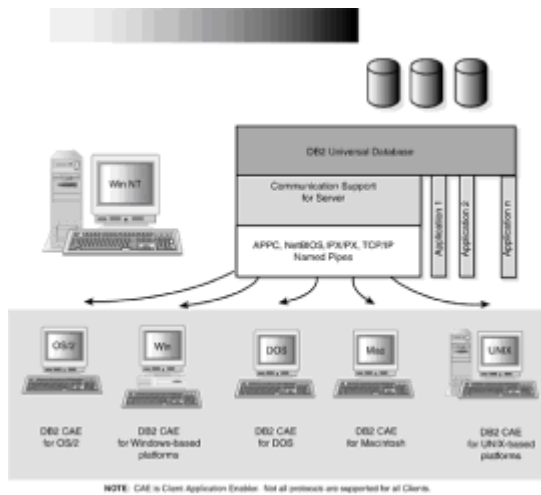 DB2 Universal Database
Win NT
Communication Support
for Server
Application 1
Application 2
Application n
APPC, NetBIOS, IPX/PX, TCP/IP
Named Pipes
OS/2
Win
DOS
Mac
UNIX
DB2 CAE
for OS/2
DB2 CAE
for Windows-based
platforms
DB2 CAE
for DOS
DB2 CAE
for Macintosh
DB2 CAE
for UNIX-based
platforms
NOTE: CAE is Client Application Enabler. Not all protocols are supported for all Clients.